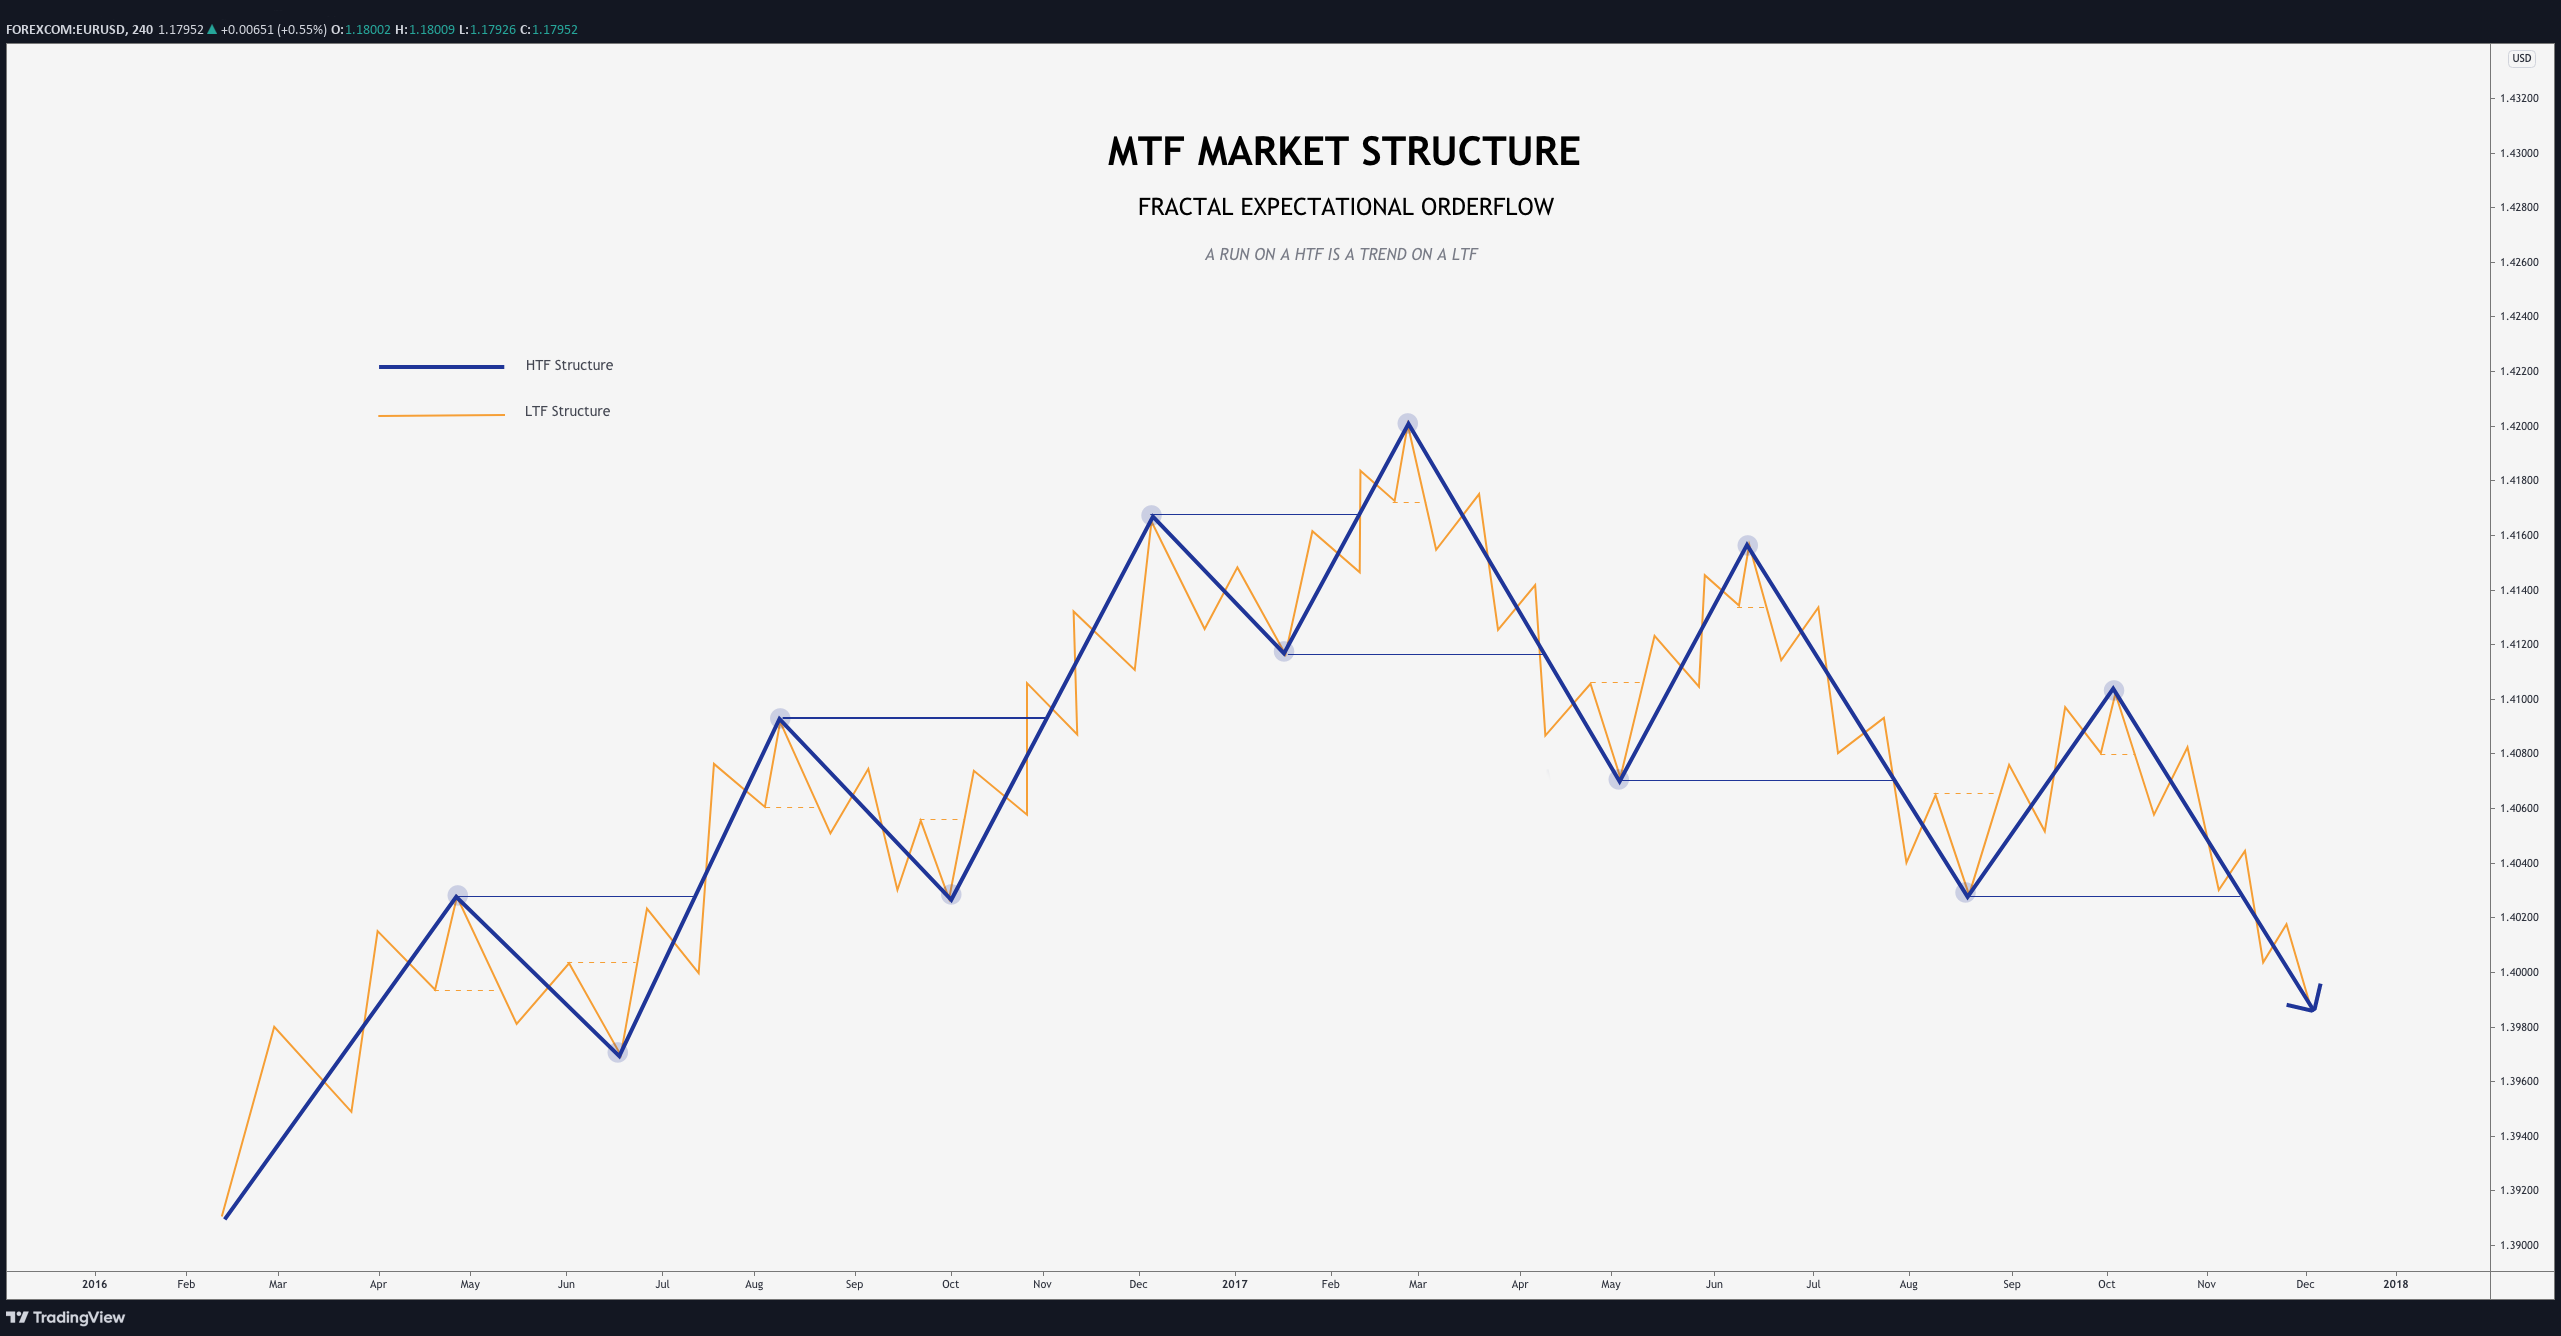 FOREXCOM:EURUSD, 240 1.17952 ▲ +0.00651 (+0.55%) O:1.18002 H:1.18009 L:1.17926 C:1.17952
USD
MTF MARKET STRUCTURE
FRACTAL EXPECTATIONAL ORDERFLOW
A RUN ON A HTF IS A TREND ON A LTF
HTF Structure
LTF Structure
1.43200
1.43000
1.42800
1.42600
1.42400
1.42200
1.42000
1.41800
1.41600
1.41400
1.41200
1.41000
1.40800
1.40600
1.40400
1.40200
1.40000
1.39800
1.39600
1.39400
1.39200
1.39000
2016 Feb Mar Apr May Jun Jul Aug Sep Oct Nov Dec 2017 Feb Mar Apr May Jun Jul Aug Sep Oct Nov Dec 2018
TradingView